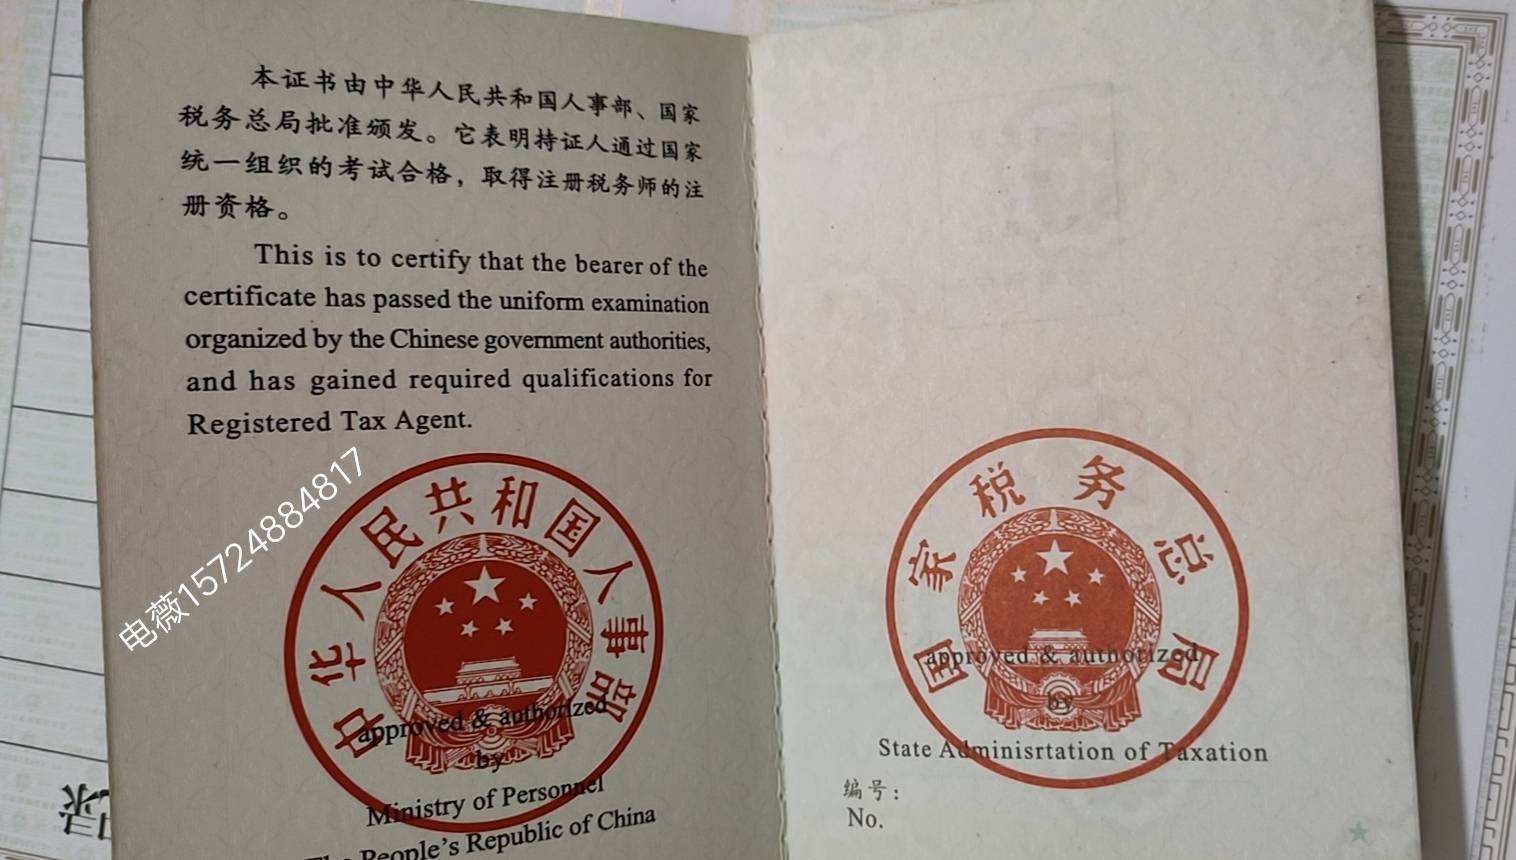 本证书由中华人民共和国人事部、国家
税务总局批准颁发。它表明持证人通过国家
统一组织的考试合格，取得注册税务师的注
册资格。
This is to certify that the bearer of the
certificate has passed the uniform examination
organized by the Chinese government authorities,
and has gained required qualifications for
Registered Tax Agent.
电薇15724884817
中华人民共和国人事部
approved & authorized
by
Ministry of Personnel
The People's Republic of China
国家税务总局
approved & authorized
by
State Adminisrtation of Taxation
编号：
No.